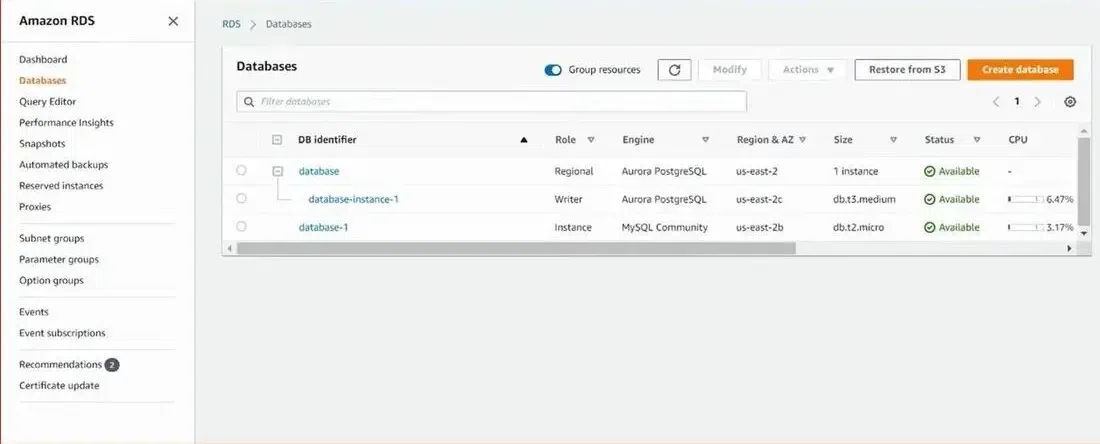 Amazon RDS
Dashboard
Databases
Query Editor
Performance Insights
Snapshots
Automated backups
Reserved instances
Proxies
Subnet groups
Parameter groups
Option groups
Events
Event subscriptions
Recommendations 2
Certificate update
RDS > Databases
Databases
Group resources
Modify
Actions
Restore from S3
Create database
Filter databases
1
DB identifier Role Engine Region & AZ Size Status CPU
database Regional Aurora PostgreSQL us-east-2 1 instance Available -
database-instance-1 Writer Aurora PostgreSQL us-east-2c db.t3.medium Available 6.47%
database-1 Instance MySQL Community us-east-2b db.t2.micro Available 3.17%